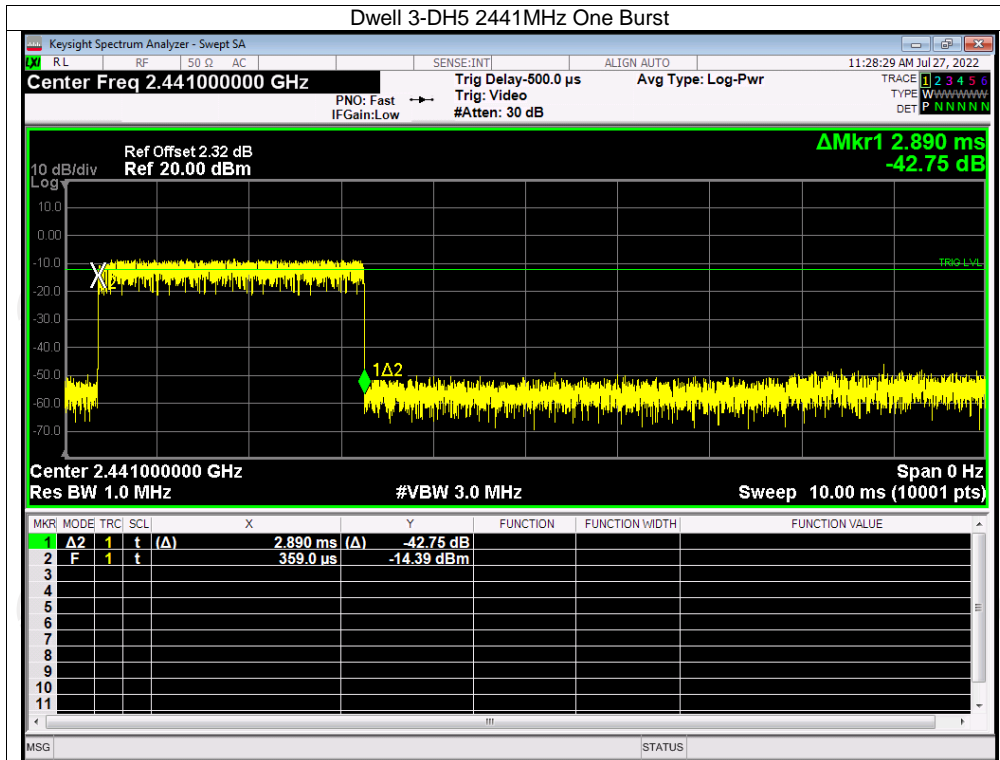 Dwell 3-DH5 2441MHz One Burst
Keysight Spectrum Analyzer - Swept SA
LXI RL RF 50 Ω AC SENSE:INT ALIGN AUTO 11:28:29 AM Jul 27, 2022
Center Freq 2.441000000 GHz Trig Delay-500.0 µs Avg Type: Log-Pwr TRACE 1 2 3 4 5 6
PNO: Fast Trig: Video TYPE WWWWWW
IFGain:Low #Atten: 30 dB DET P N N N N N
ΔMkr1 2.890 ms
Ref Offset 2.32 dB
10 dB/div Ref 20.00 dBm -42.75 dB
Log
10.0
0.00
-10.0
TRIG LVL
-20.0
-30.0
-40.0
-50.0
1Δ2
-60.0
-70.0
Center 2.441000000 GHz Span 0 Hz
Res BW 1.0 MHz #VBW 3.0 MHz Sweep 10.00 ms (10001 pts)
MKR MODE TRC SCL X Y FUNCTION FUNCTION WIDTH FUNCTION VALUE
1 Δ2 1 t (Δ) 2.890 ms (Δ) -42.75 dB
2 F 1 t 359.0 µs -14.39 dBm
3
4
5
6
7
8
9
10
11
MSG STATUS